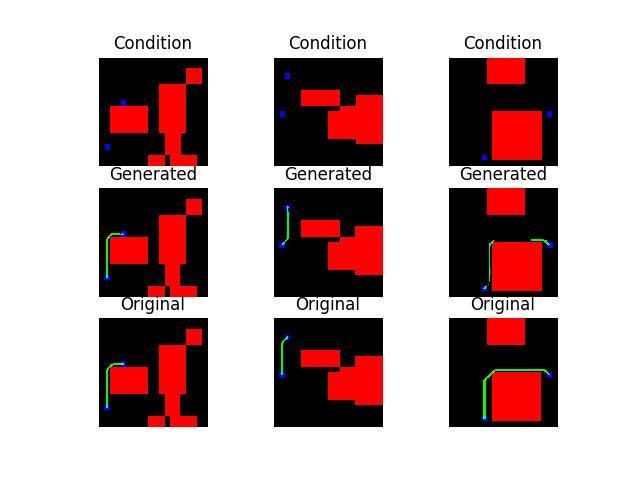 Condition Condition Condition
Generated Generated Generated
Original Original Original